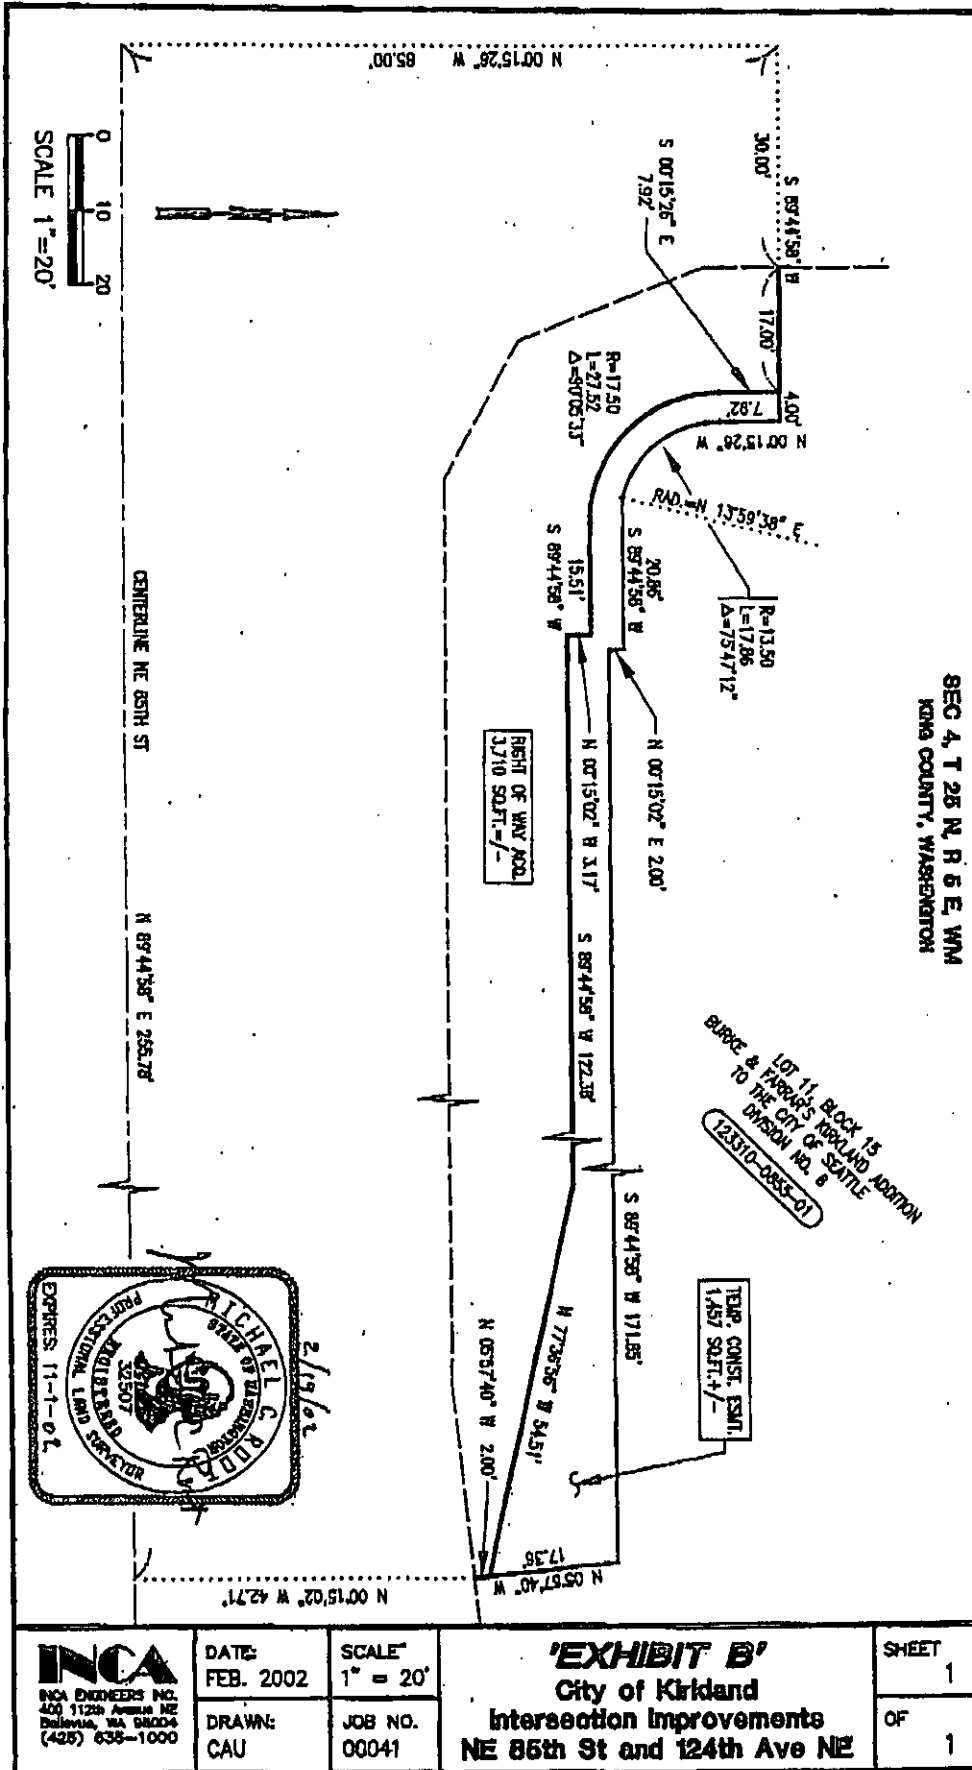 SEC 4, T 25 N, R 5 E, WM
KING COUNTY, WASHINGTON
N 00°15'26" W 85.00'
30.00'
S 89°44'58" W
17.00'
4.00'
S 00°15'26" E
7.92'
7.92'
N 00°15'26" W
R=17.50
L=27.52
Δ=90°05'33"
RAD.=N 13°59'38" E
R=13.50
L=17.86
Δ=75°47'12"
20.86'
S 89°44'58" W
15.51'
S 89°44'58" W
N 00°15'02" E 2.00'
N 00°15'02" W 3.17'
RIGHT OF WAY ACQ.
3,710 SQ.FT.=/-
S 89°44'58" W 122.38'
S 89°44'58" W 171.85'
LOT 11, BLOCK 15
BURKE & FARRAR'S KIRKLAND ADDITION
TO THE CITY OF SEATTLE
DIVISION NO. 8
123310-0855-01
TEMP. CONST. ESMT.
1,457 SQ.FT.+/-
N 77°36'56" W 54.51'
N 05°57'40" W 2.00'
17.36'
N 05°57'40" W
N 00°15'02" W 42.71'
CENTERLINE NE 85TH ST
N 89°44'58" E 255.78'
0 10 20
SCALE 1"=20'
2/19/02
MICHAEL C. ROOT
STATE OF WASHINGTON
32507
REGISTERED
PROFESSIONAL LAND SURVEYOR
EXPIRES 11-1-02
INCA
INCA ENGINEERS INC.
400 112th Avenue NE
Bellevue, WA 98004
(425) 635-1000
DATE:
FEB. 2002
SCALE
1" = 20'
DRAWN:
CAU
JOB NO.
00041
'EXHIBIT B'
City of Kirkland
Intersection Improvements
NE 85th St and 124th Ave NE
SHEET
1
OF
1